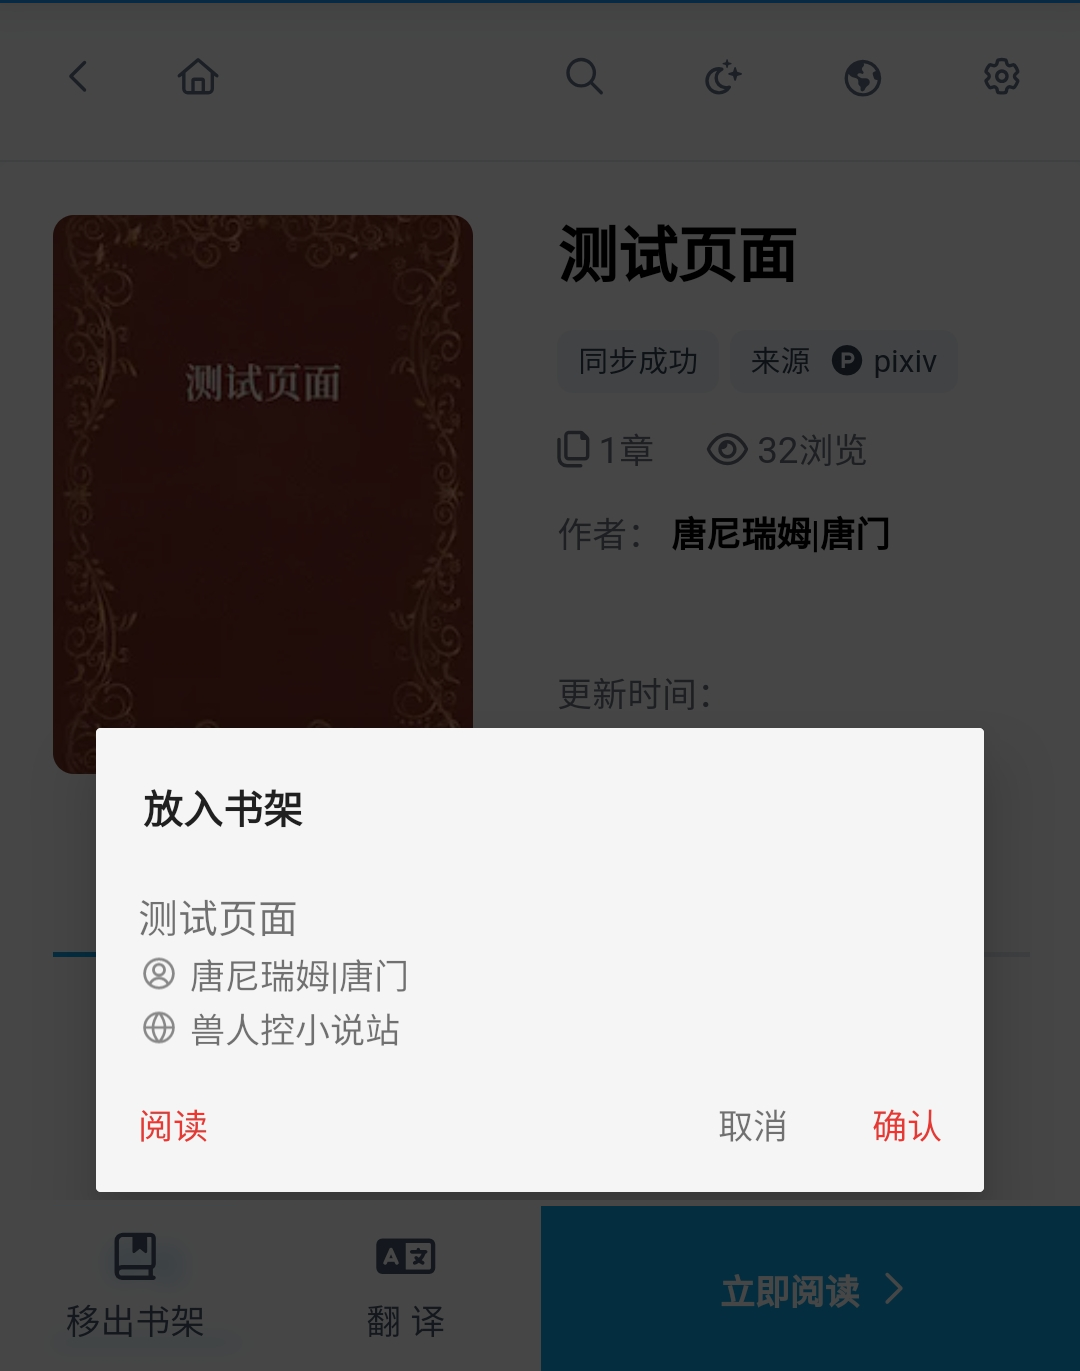 测试页面
测试页面
同步成功 来源 P pixiv
1章 32浏览
作者： 唐尼瑞姆|唐门
更新时间：
放入书架
测试页面
唐尼瑞姆|唐门
兽人控小说站
阅读 取消 确认
A 文
移出书架 翻 译 立即阅读